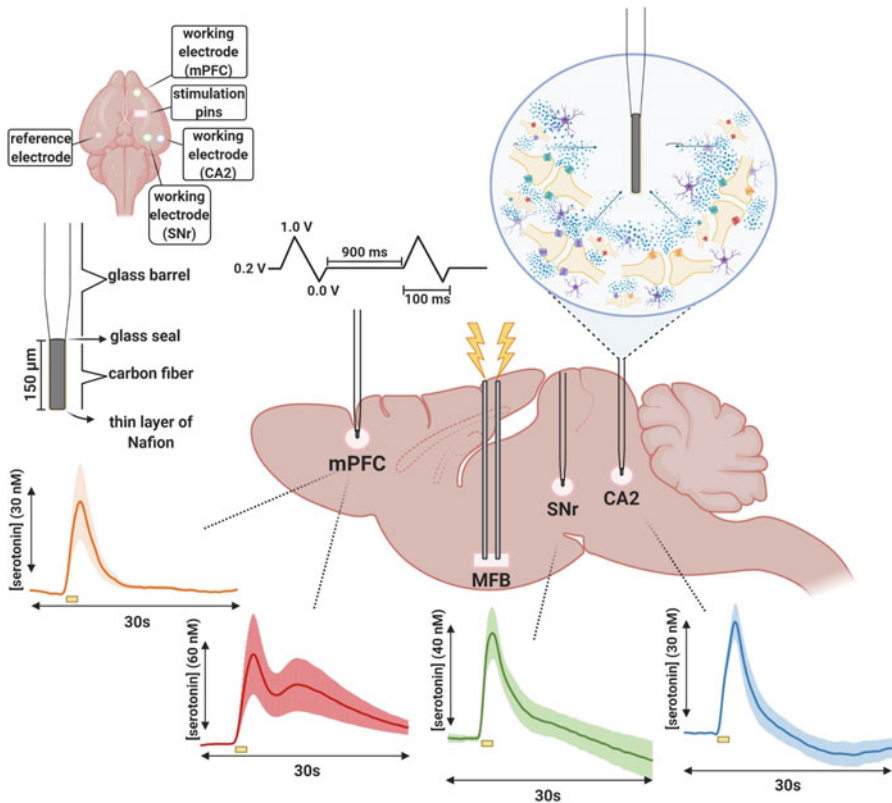 working
electrode
(mPFC)
stimulation
pins
reference
electrode
working
electrode
(CA2)
working
electrode
(SNr)
glass barrel
glass seal
carbon fiber
thin layer of
Nafion
150 μm
1.0 V
900 ms
0.2 V
0.0 V
100 ms
mPFC
SNr
CA2
MFB
[serotonin] (30 nM)
30s
[serotonin] (60 nM)
30s
[serotonin] (40 nM)
30s
[serotonin] (30 nM)
30s